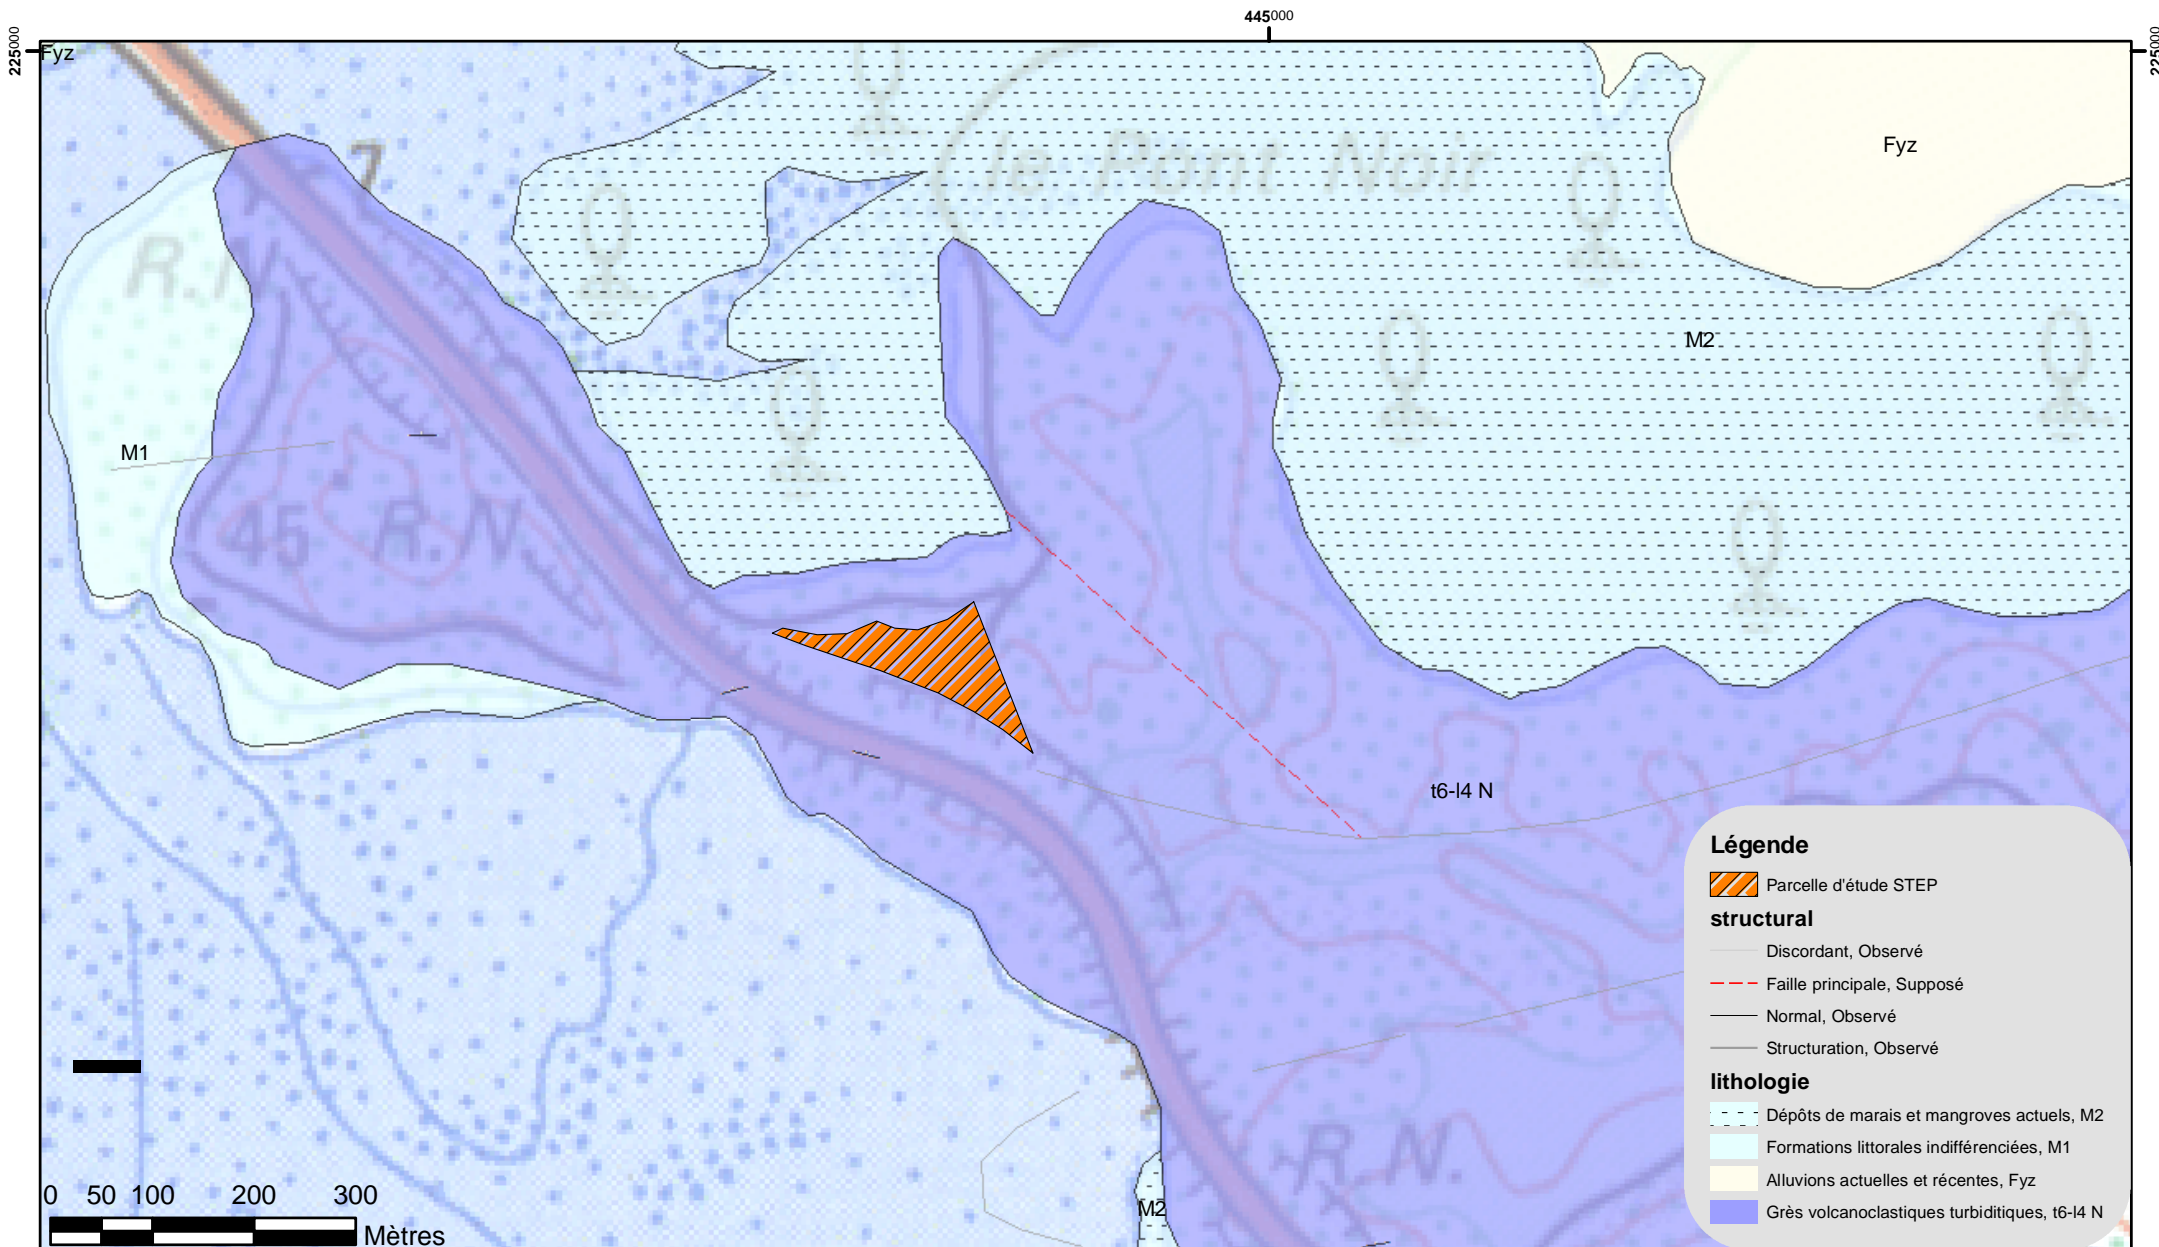 445000
225000
225000
Fyz
7
le Pont Noir
Fyz
R.N
M2
M1
45
R.N.
t6-l4 N
Légende
Parcelle d'étude STEP
structural
Discordant, Observé
Faille principale, Supposé
Normal, Observé
Structuration, Observé
lithologie
Dépôts de marais et mangroves actuels, M2
Formations littorales indifférenciées, M1
Alluvions actuelles et récentes, Fyz
Grès volcanoclastiques turbiditiques, t6-l4 N
R.N.
M2
0 50 100 200 300
Mètres